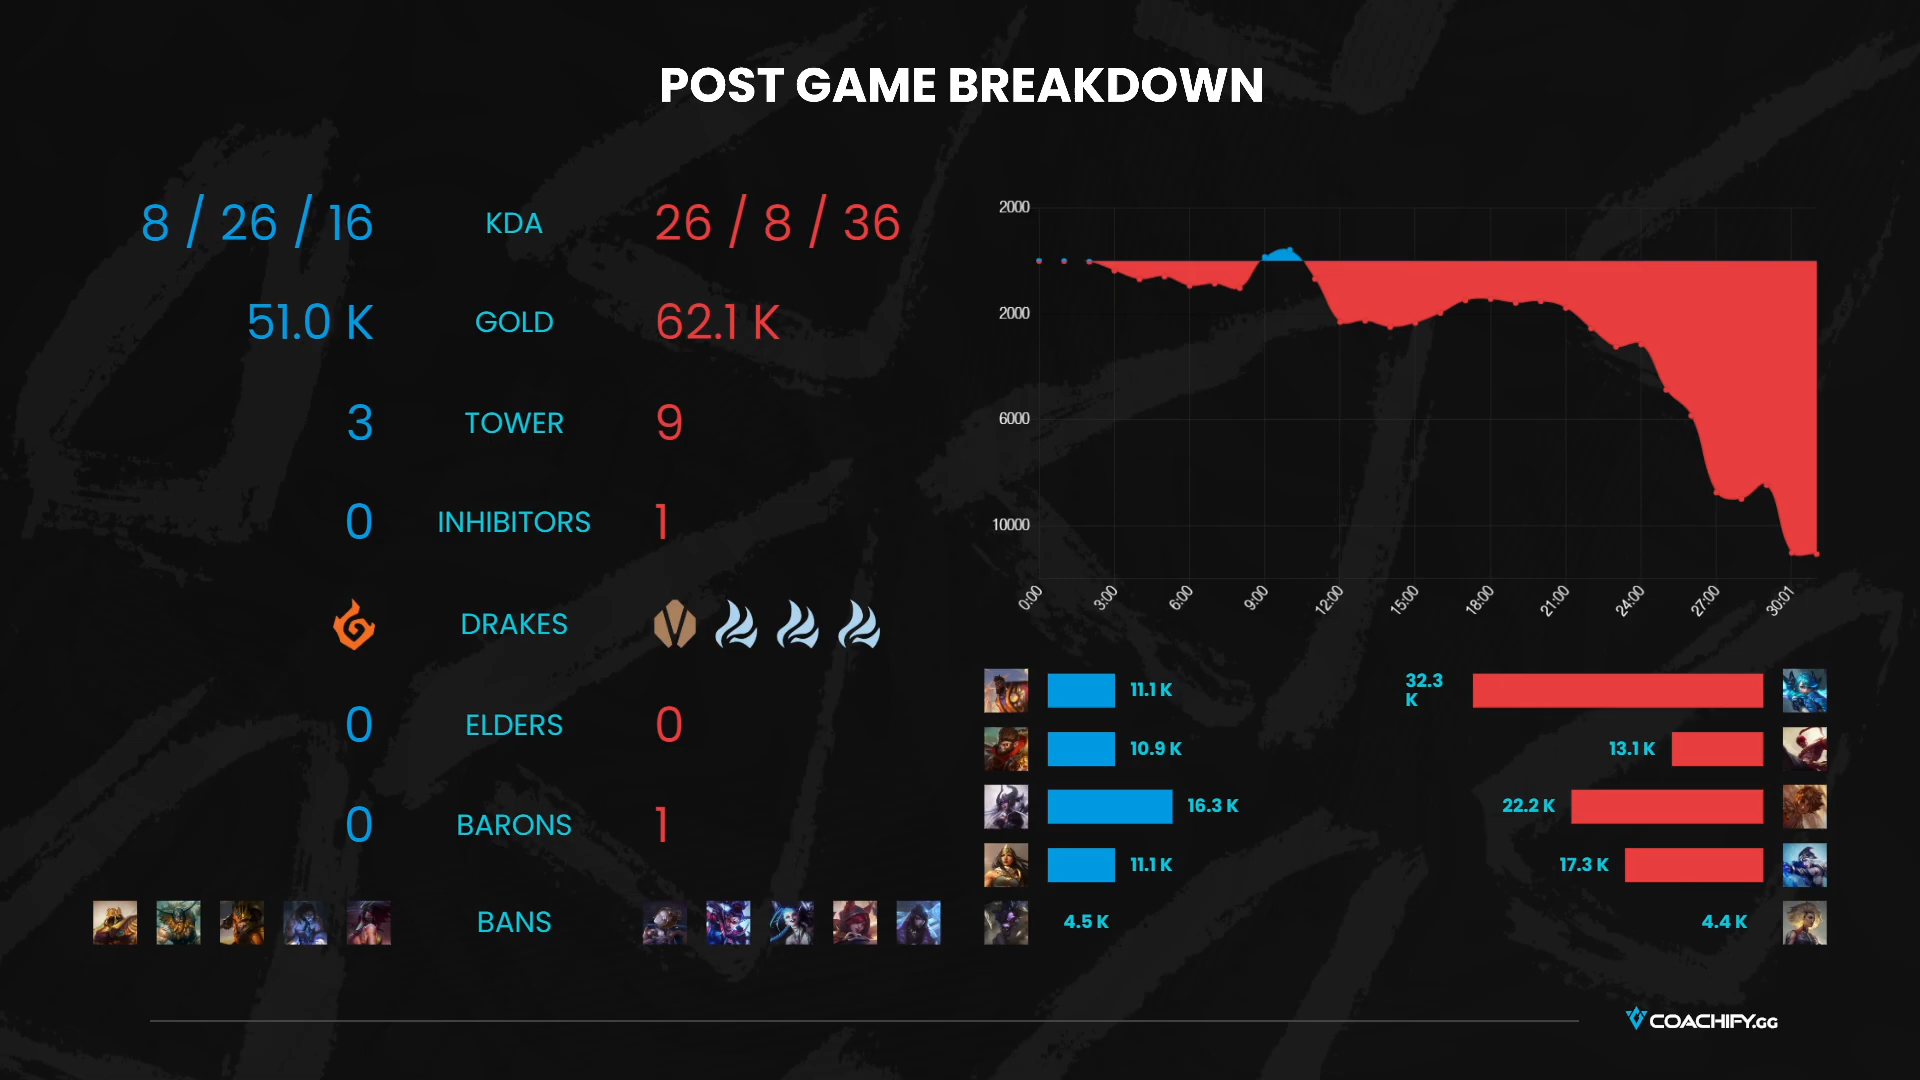 POST GAME BREAKDOWN
8 / 26 / 16 KDA 26 / 8 / 36
51.0 K GOLD 62.1 K
3 TOWER 9
0 INHIBITORS 1
DRAKES
0 ELDERS 0
0 BARONS 1
BANS
2000
2000
6000
10000
0:00 3:00 6:00 9:00 12:00 15:00 18:00 21:00 24:00 27:00 30:01
11.1 K 32.3 K
10.9 K 13.1 K
16.3 K 22.2 K
11.1 K 17.3 K
4.5 K 4.4 K
COACHIFY.GG